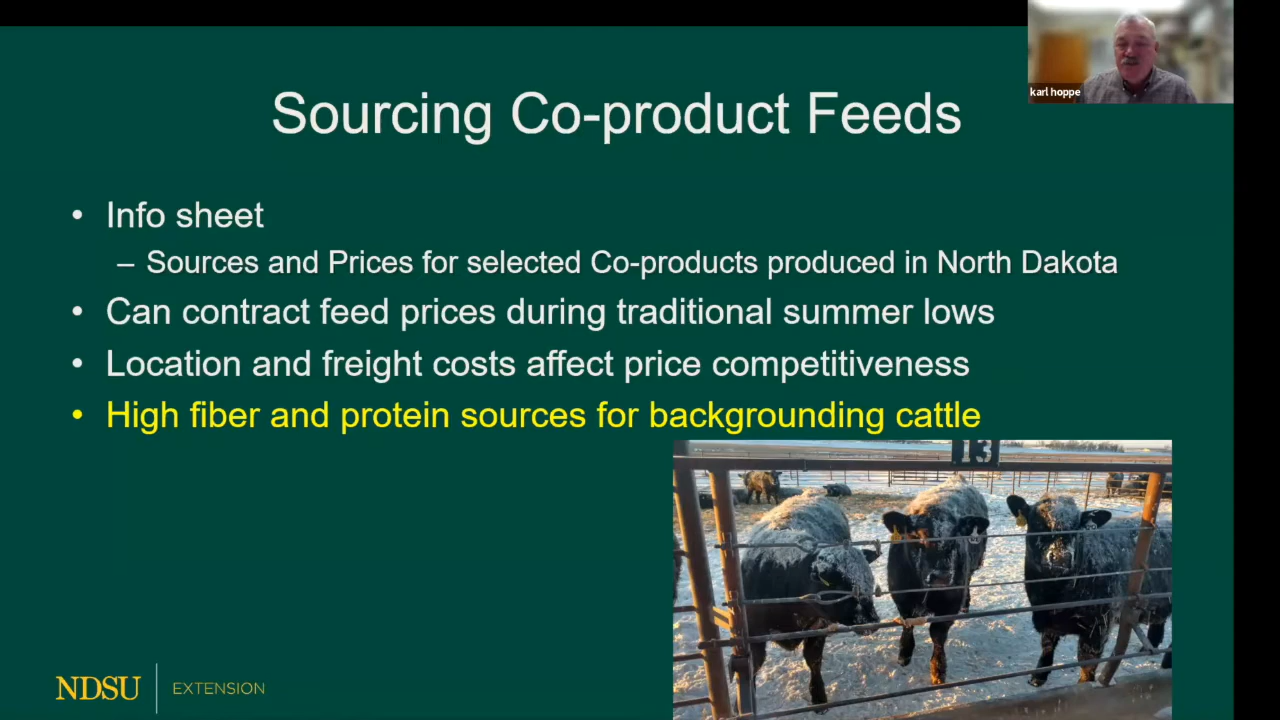 karl hoppe
Sourcing Co-product Feeds
• Info sheet
– Sources and Prices for selected Co-products produced in North Dakota
• Can contract feed prices during traditional summer lows
• Location and freight costs affect price competitiveness
• High fiber and protein sources for backgrounding cattle
13
NDSU EXTENSION